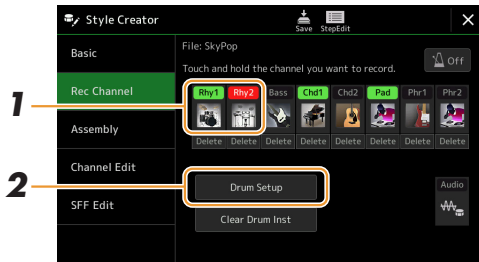 Style Creator
Save StepEdit
Basic
File: SkyPop
Touch and hold the channel you want to record.
Off
Rec Channel
Rhy1 Rhy2 Bass Chd1 Chd2 Pad Phr1 Phr2
1
Delete Delete Delete Delete Delete Delete Delete Delete
Assembly
Channel Edit
2
Drum Setup
Audio
SFF Edit
Clear Drum Inst